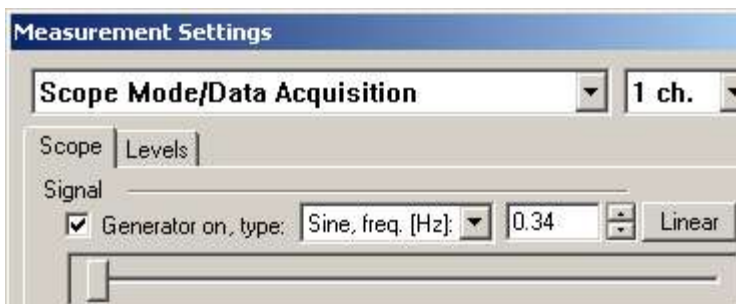 Measurement Settings
Scope Mode/Data Acquisition 1 ch.
Scope Levels
Signal
Generator on, type: Sine, freq. [Hz]: 0.34 Linear